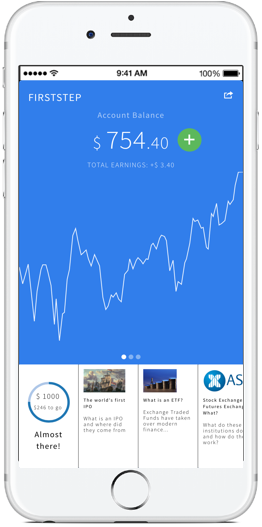 9:41 AM 100%
FIRSTSTEP
Account Balance
$ 754.40 +
TOTAL EARNINGS: +$ 3.40
$ 1000
$246 to go
Almost
there!
The world's first
IPO
What is an IPO
and where did
they come from
What is an ETF?
Exchange Traded
Funds have taken
over modern
finance...
AS
Stock Exchange
Futures Exchang
What?
What do these
institutions do
and how do th
work?